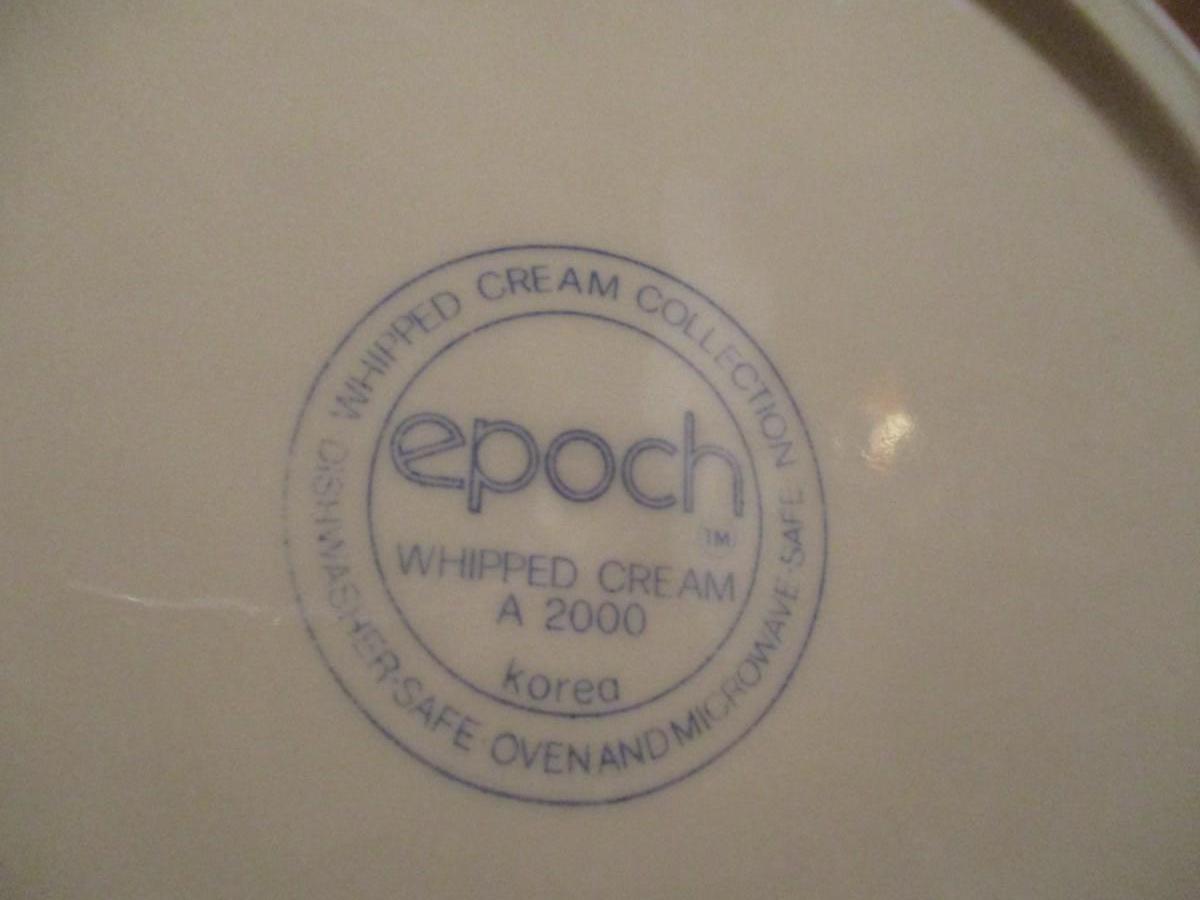 WHIPPED CREAM COLLECTION
epoch
TM
WHIPPED CREAM
A 2000
korea
DISHWASHER-SAFE OVEN AND MICROWAVE-SAFE